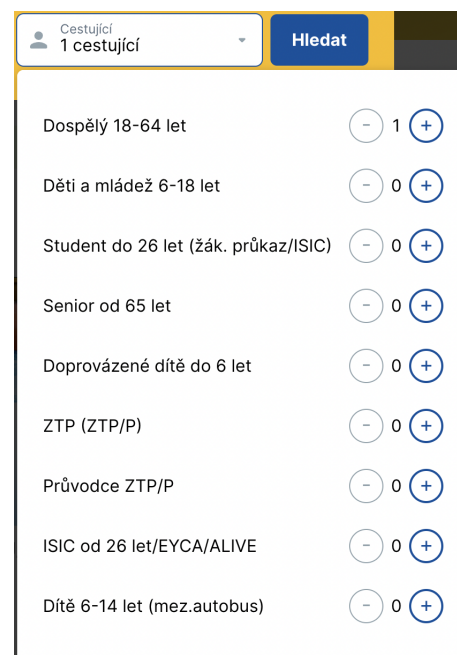 Cestující
1 cestující
Hledat
Dospělý 18-64 let - 1 +
Děti a mládež 6-18 let - 0 +
Student do 26 let (žák. průkaz/ISIC) - 0 +
Senior od 65 let - 0 +
Doprovázené dítě do 6 let - 0 +
ZTP (ZTP/P) - 0 +
Průvodce ZTP/P - 0 +
ISIC od 26 let/EYCA/ALIVE - 0 +
Dítě 6-14 let (mez.autobus) - 0 +